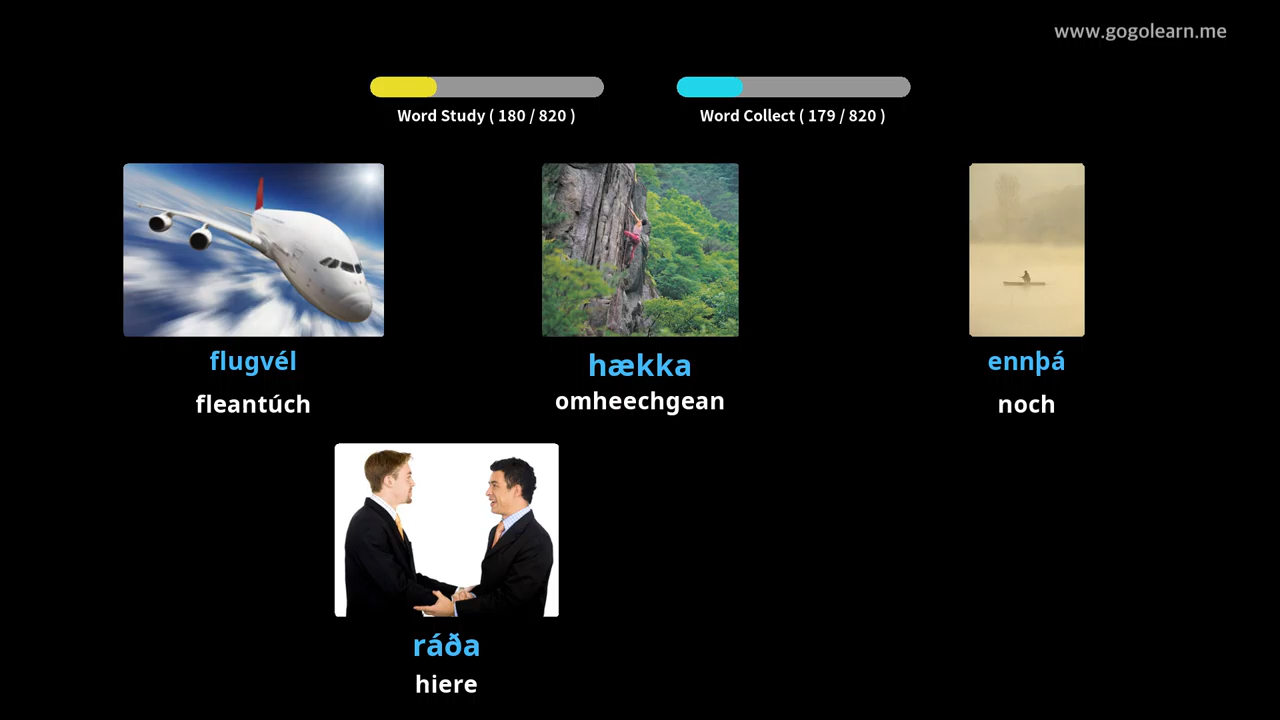 www.gogolearn.me
Word Study ( 180 / 820 )
Word Collect ( 179 / 820 )
flugvél
fleantúch
hækka
omheechgean
ennþá
noch
ráða
hiere